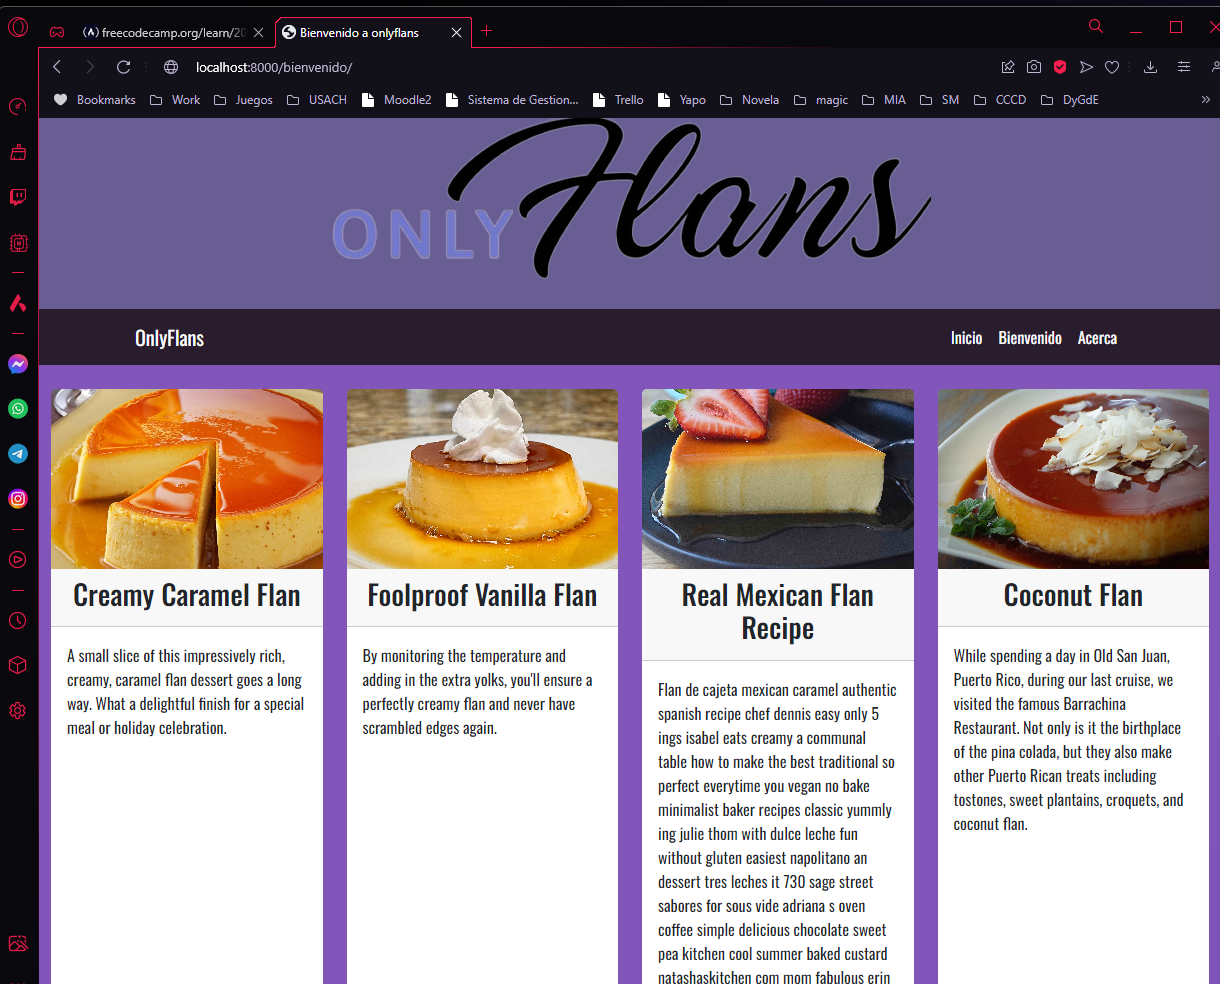 freecodecamp.org/learn/20
Bienvenido a onlyflans
localhost:8000/bienvenido/
Bookmarks Work Juegos USACH Moodle2 Sistema de Gestion... Trello Yapo Novela magic MIA SM CCCD DyGdE
ONLY Flans
OnlyFlans
Inicio Bienvenido Acerca
Creamy Caramel Flan
A small slice of this impressively rich,
creamy, caramel flan dessert goes a long
way. What a delightful finish for a special
meal or holiday celebration.
Foolproof Vanilla Flan
By monitoring the temperature and
adding in the extra yolks, you'll ensure a
perfectly creamy flan and never have
scrambled edges again.
Real Mexican Flan
Recipe
Flan de cajeta mexican caramel authentic
spanish recipe chef dennis easy only 5
ings isabel eats creamy a communal
table how to make the best traditional so
perfect everytime you vegan no bake
minimalist baker recipes classic yummly
ing julie thom with dulce leche fun
without gluten easiest napolitano an
dessert tres leches it 730 sage street
sabores for sous vide adriana s oven
coffee simple delicious chocolate sweet
pea kitchen cool summer baked custard
natashaskitchen com mom fabulous erin
Coconut Flan
While spending a day in Old San Juan,
Puerto Rico, during our last cruise, we
visited the famous Barrachina
Restaurant. Not only is it the birthplace
of the pina colada, but they also make
other Puerto Rican treats including
tostones, sweet plantains, croquets, and
coconut flan.